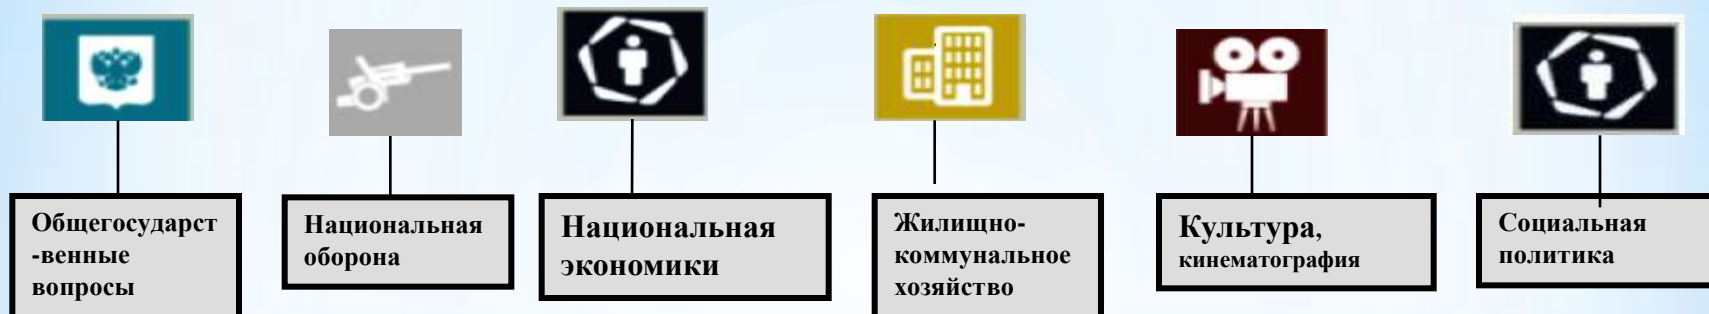 Общегосударст
-венные
вопросы
Национальная
оборона
Национальная
экономики
Жилищно-
коммунальное
хозяйство
Культура,
кинематография
Социальная
политика